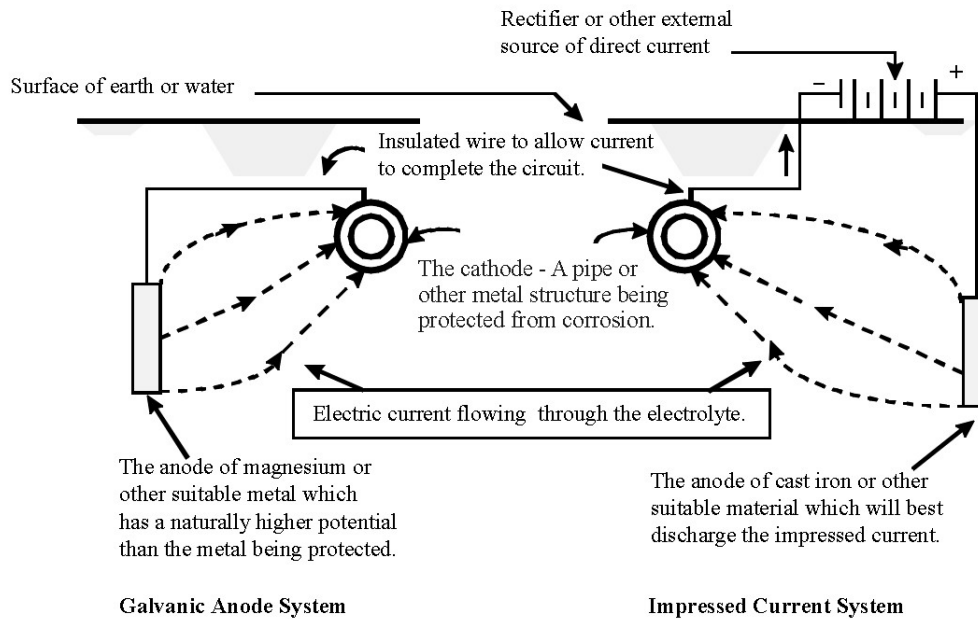 Rectifier or other external
source of direct current
Surface of earth or water
− +
Insulated wire to allow current
to complete the circuit.
The cathode - A pipe or
other metal structure being
protected from corrosion.
Electric current flowing through the electrolyte.
The anode of magnesium or
other suitable metal which
has a naturally higher potential
than the metal being protected.
The anode of cast iron or other
suitable material which will best
discharge the impressed current.
Galvanic Anode System
Impressed Current System